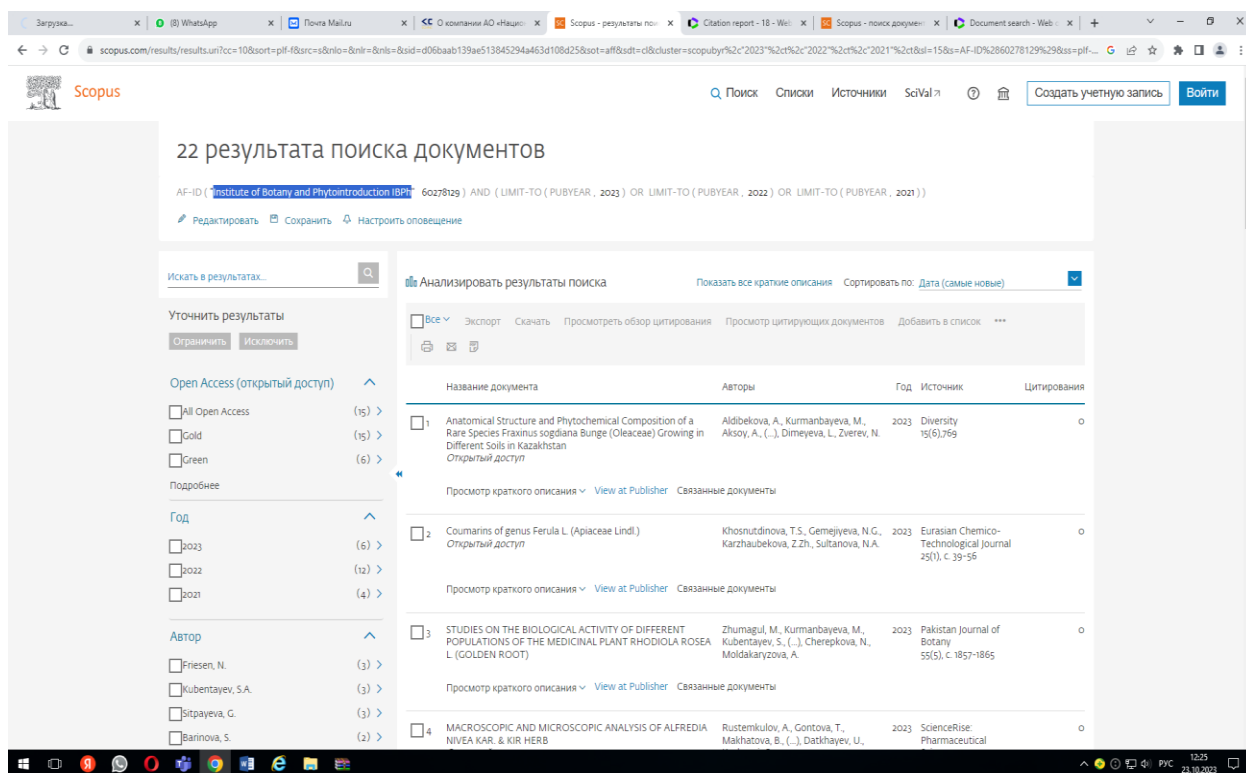 Загрузка...
(8) WhatsApp
Почта Mail.ru
О компании АО «Национ
Scopus - результаты пои
Citation report - 18 - Web
Scopus - поиск докумен
Document search - Web o
scopus.com/results/results.uri?cc=10&sort=plf-f&src=s&nlo=&nlr=&nls=&sid=d06baab139ae513845294a463d108d25&sot=aff&sdt=cl&cluster=scopubyr%2c"2023"%2ct%2c"2022"%2ct%2c"2021"%2ct&sl=15&s=AF-ID%2860278129%29&ss=plf-...
Scopus
Поиск Списки Источники SciVal
Создать учетную запись
Войти
22 результата поиска документов
AF-ID ( "Institute of Botany and Phytointroduction IBPh" 60278129 ) AND ( LIMIT-TO ( PUBYEAR , 2023 ) OR LIMIT-TO ( PUBYEAR , 2022 ) OR LIMIT-TO ( PUBYEAR , 2021 ) )
Редактировать Сохранить Настроить оповещение
Искать в результатах...
Уточнить результаты
Ограничить Исключить
Open Access (открытый доступ)
All Open Access (15)
Gold (15)
Green (6)
Подробнее
Год
2023 (6)
2022 (12)
2021 (4)
Автор
Friesen, N. (3)
Kubentayev, S.A. (3)
Sitpayeva, G. (3)
Barinova, S. (2)
Анализировать результаты поиска
Показать все краткие описания Сортировать по: Дата (самые новые)
Все Экспорт Скачать Просмотреть обзор цитирования Просмотр цитирующих документов Добавить в список ...
Название документа Авторы Год Источник Цитирования
1 Anatomical Structure and Phytochemical Composition of a Aldibekova, A., Kurmanbayeva, M., 2023 Diversity 0
Rare Species Fraxinus sogdiana Bunge (Oleaceae) Growing in Aksoy, A., (...), Dimeyeva, L., Zverev, N. 15(6),769
Different Soils in Kazakhstan
Открытый доступ
Просмотр краткого описания View at Publisher Связанные документы
2 Coumarins of genus Ferula L. (Apiaceae Lindl.) Khosnutdinova, T.S., Gemejiyeva, N.G., 2023 Eurasian Chemico- 0
Открытый доступ Karzhaubekova, Z.Zh., Sultanova, N.A. Technological Journal
25(1), с. 39-56
Просмотр краткого описания View at Publisher Связанные документы
3 STUDIES ON THE BIOLOGICAL ACTIVITY OF DIFFERENT Zhumagul, M., Kurmanbayeva, M., 2023 Pakistan Journal of 0
POPULATIONS OF THE MEDICINAL PLANT RHODIOLA ROSEA Kubentayev, S., (...), Cherepkova, N., Botany
L. (GOLDEN ROOT) Moldakaryzova, A. 55(5), с. 1857-1865
Просмотр краткого описания View at Publisher Связанные документы
4 MACROSCOPIC AND MICROSCOPIC ANALYSIS OF ALFREDIA Rustemkulov, A., Gontova, T., 2023 ScienceRise: 0
NIVEA KAR. & KIR HERB Makhatova, B., (...), Datkhayev, U., Pharmaceutical
РУС
12:25
23.10.2023